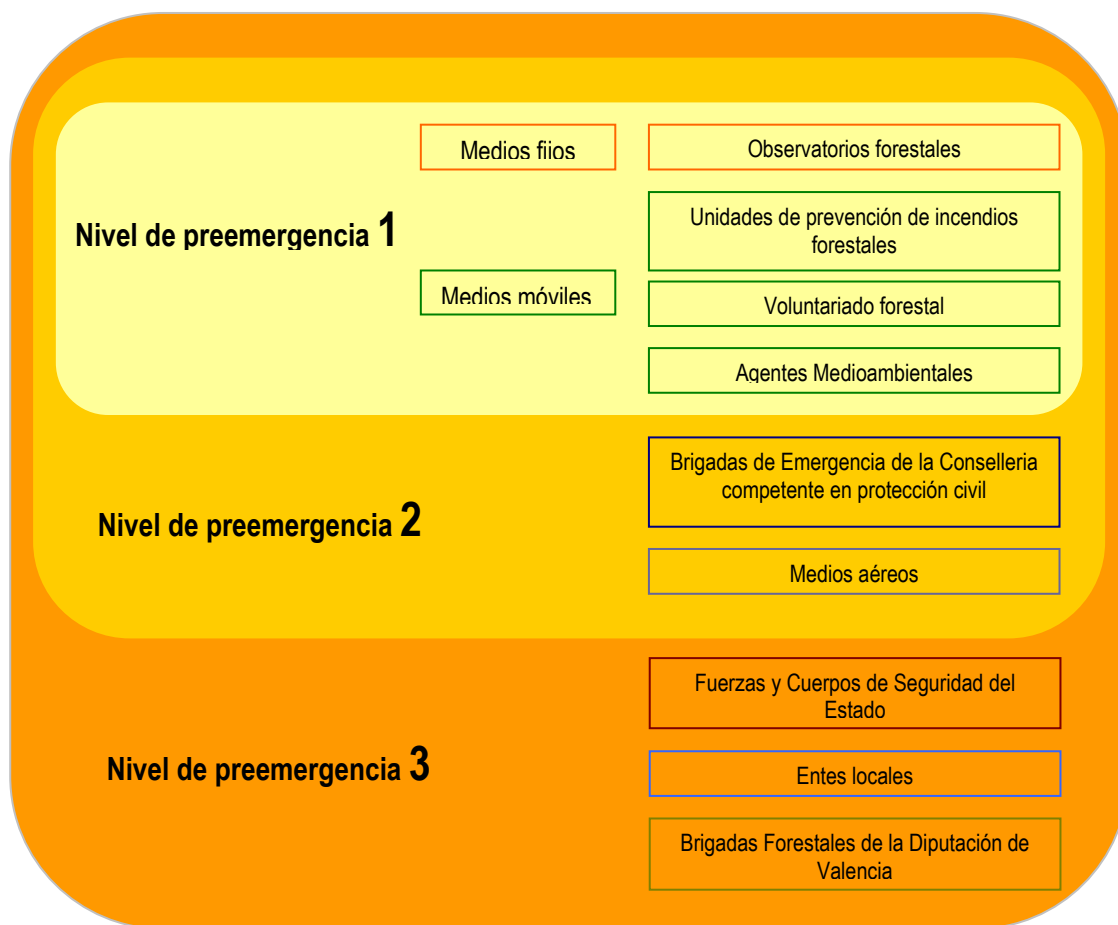 Medios fijos
Observatorios forestales
Nivel de preemergencia 1
Unidades de prevención de incendios
forestales
Medios móviles
Voluntariado forestal
Agentes Medioambientales
Nivel de preemergencia 2
Brigadas de Emergencia de la Conselleria
competente en protección civil
Medios aéreos
Fuerzas y Cuerpos de Seguridad del
Estado
Nivel de preemergencia 3
Entes locales
Brigadas Forestales de la Diputación de
Valencia